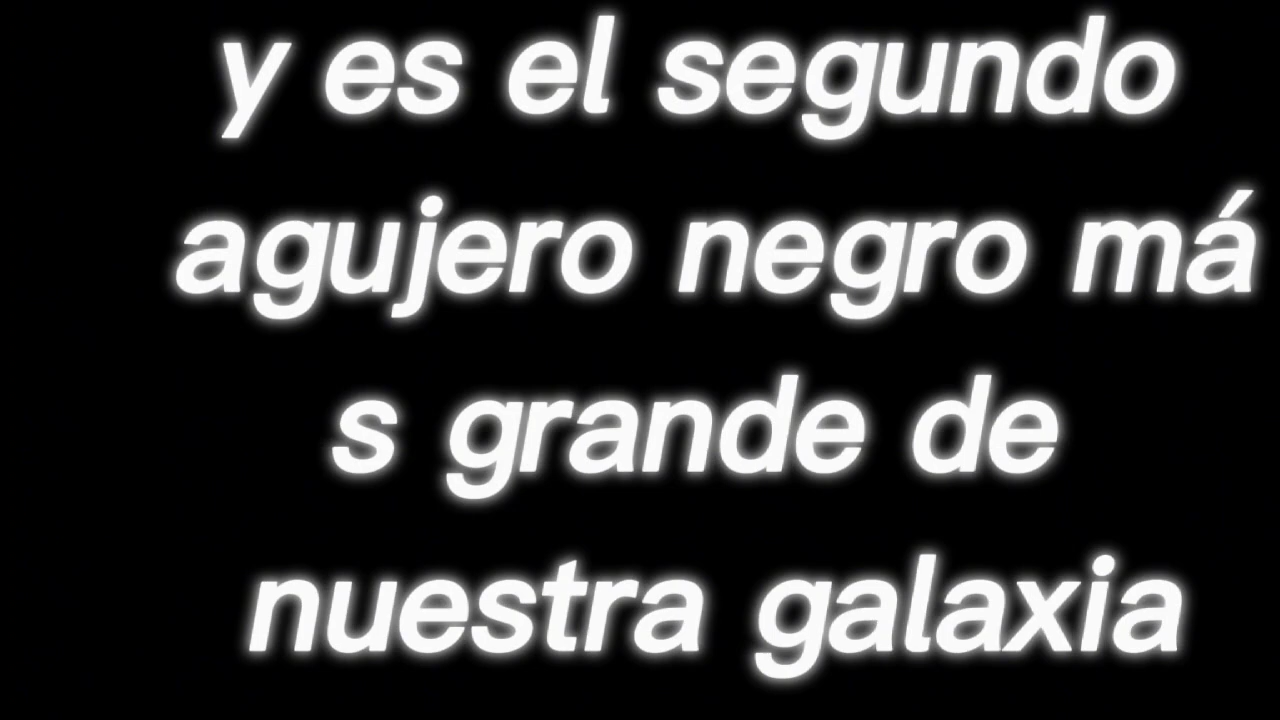 y es el segundo
agujero negro má
s grande de
nuestra galaxia